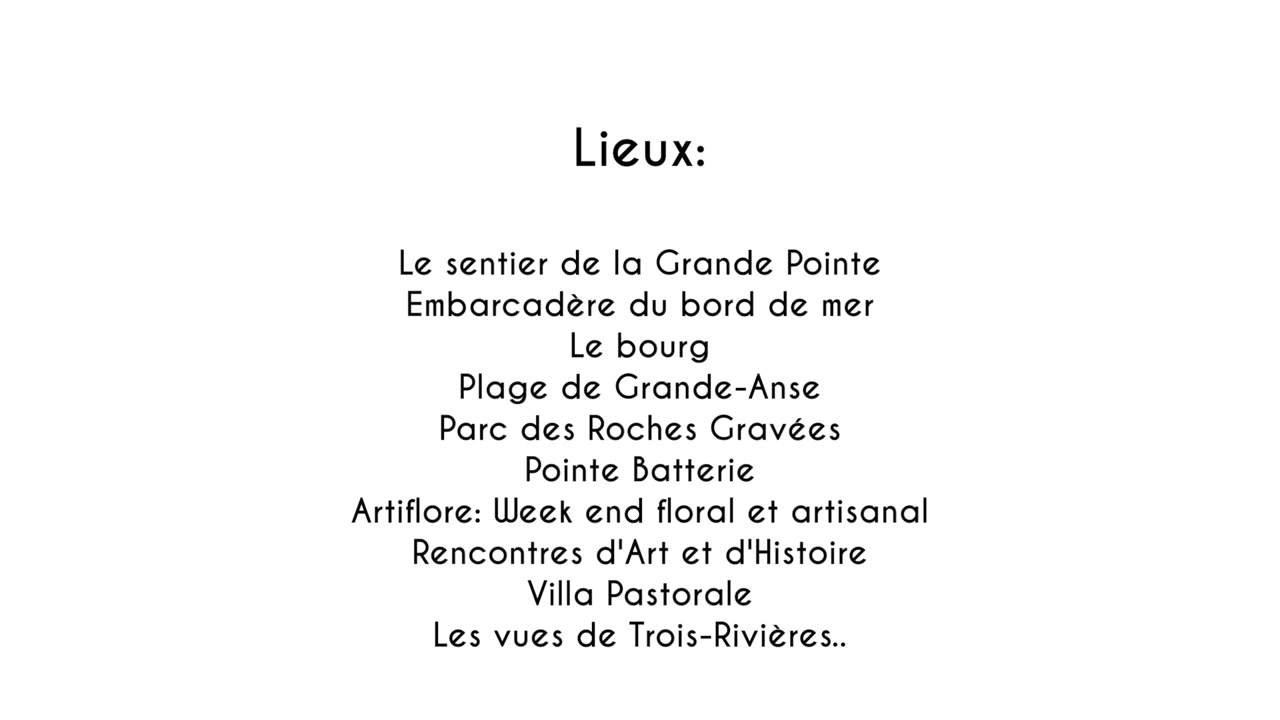 Lieux:
Le sentier de la Grande Pointe
Embarcadère du bord de mer
Le bourg
Plage de Grande-Anse
Parc des Roches Gravées
Pointe Batterie
Artiflore: Week end floral et artisanal
Rencontres d'Art et d'Histoire
Villa Pastorale
Les vues de Trois-Rivières..